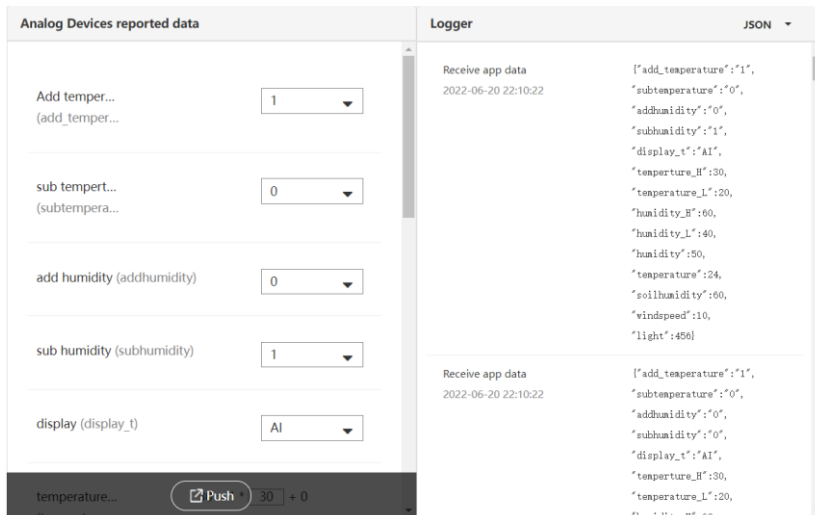 Analog Devices reported data
Add temper...
(add_temper...
1
sub tempert...
(subtempera...
0
add humidity (addhumidity)
0
sub humidity (subhumidity)
1
display (display_t)
AI
temperature...
Push * 30 + 0
Logger
JSON
Receive app data
2022-06-20 22:10:22
{"add_temperature":"1",
"subtemperature":"0",
"addhumidity":"0",
"subhumidity":"1",
"display_t":"AI",
"temperture_H":30,
"temperature_L":20,
"humidity_H":60,
"humidity_L":40,
"humidity":50,
"temperature":24,
"soilhumidity":60,
"windspeed":10,
"light":456}
Receive app data
2022-06-20 22:10:22
{"add_temperature":"1",
"subtemperature":"0",
"addhumidity":"0",
"subhumidity":"0",
"display_t":"AI",
"temperture_H":30,
"temperature_L":20,